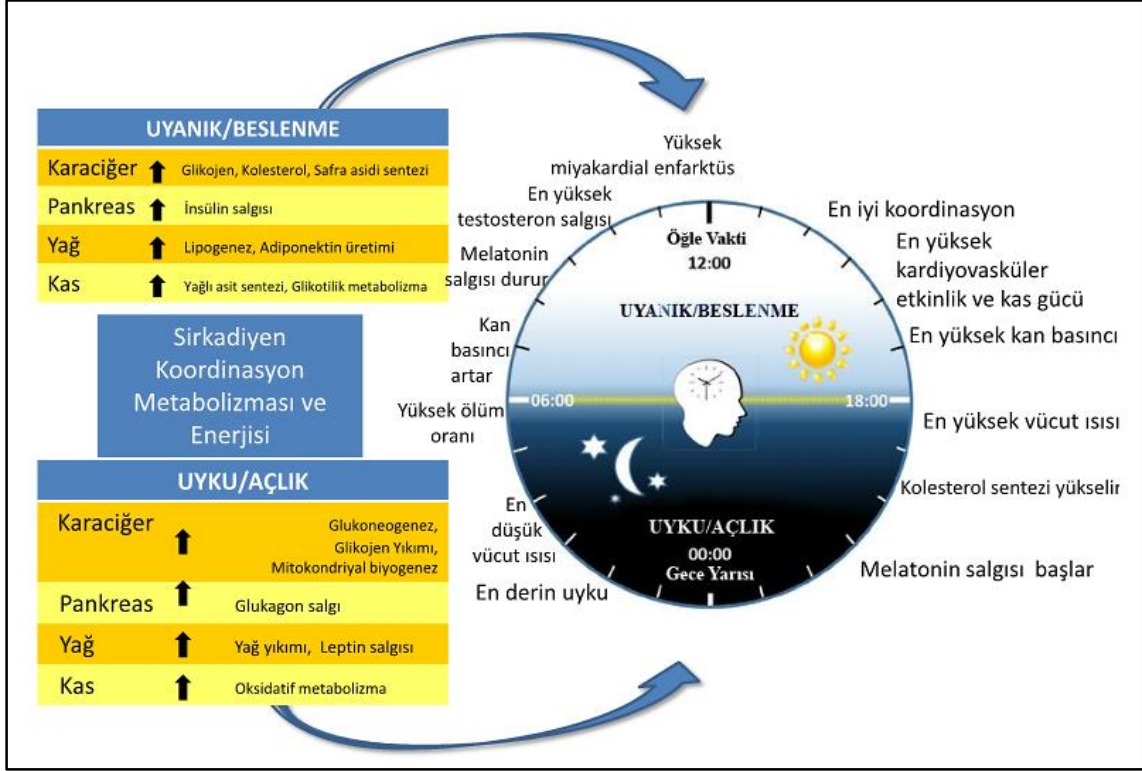 UYANIK/BESLENME
Karaciğer Glikojen, Kolesterol, Safra asidi sentezi
Pankreas İnsülin salgısı
Yağ Lipogenez, Adiponektin üretimi
Kas Yağlı asit sentezi, Glikotilik metabolizma
Sirkadiyen
Koordinasyon
Metabolizması ve
Enerjisi
UYKU/AÇLIK
Karaciğer Glukoneogenez,
Glikojen Yıkımı,
Mitokondriyal biyogenez
Pankreas Glukagon salgı
Yağ Yağ yıkımı, Leptin salgısı
Kas Oksidatif metabolizma
Yüksek
miyakardial enfarktüs
En yüksek
testosteron salgısı
Melatonin
salgısı durur
Kan
basıncı
artar
Yüksek ölüm
oranı
En
düşük
vücut ısısı
En derin uyku
Öğle Vakti
12:00
UYANIK/BESLENME
06:00
18:00
UYKU/AÇLIK
00:00
Gece Yarısı
En iyi koordinasyon
En yüksek
kardiyovasküler
etkinlik ve kas gücü
En yüksek kan basıncı
En yüksek vücut ısısı
Kolesterol sentezi yükselir
Melatonin salgısı başlar